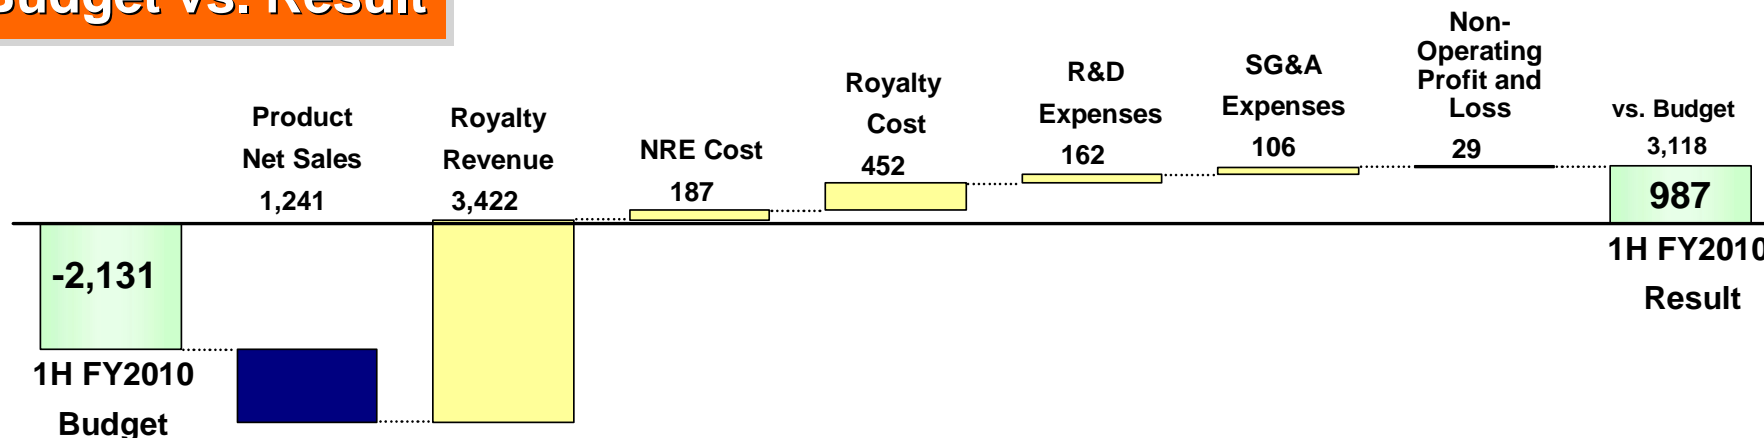 Budget vs. Result
Product
Net Sales
1,241
Royalty
Revenue
3,422
NRE Cost
187
Royalty
Cost
452
R&D
Expenses
162
SG&A
Expenses
106
Non-
Operating
Profit and
Loss
29
vs. Budget
3,118
987
1H FY2010
Result
-2,131
1H FY2010
Budget